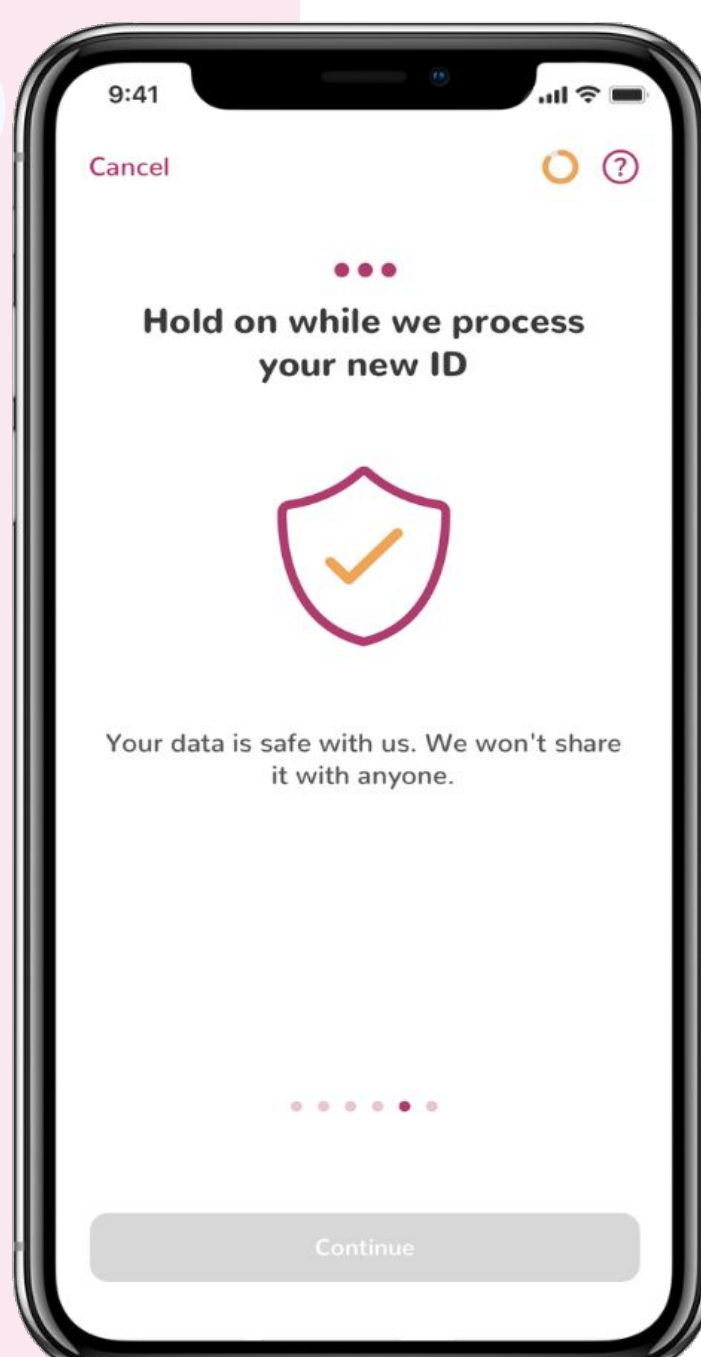 9:41
Cancel
?
Hold on while we process
your new ID
Your data is safe with us. We won't share
it with anyone.
Continue